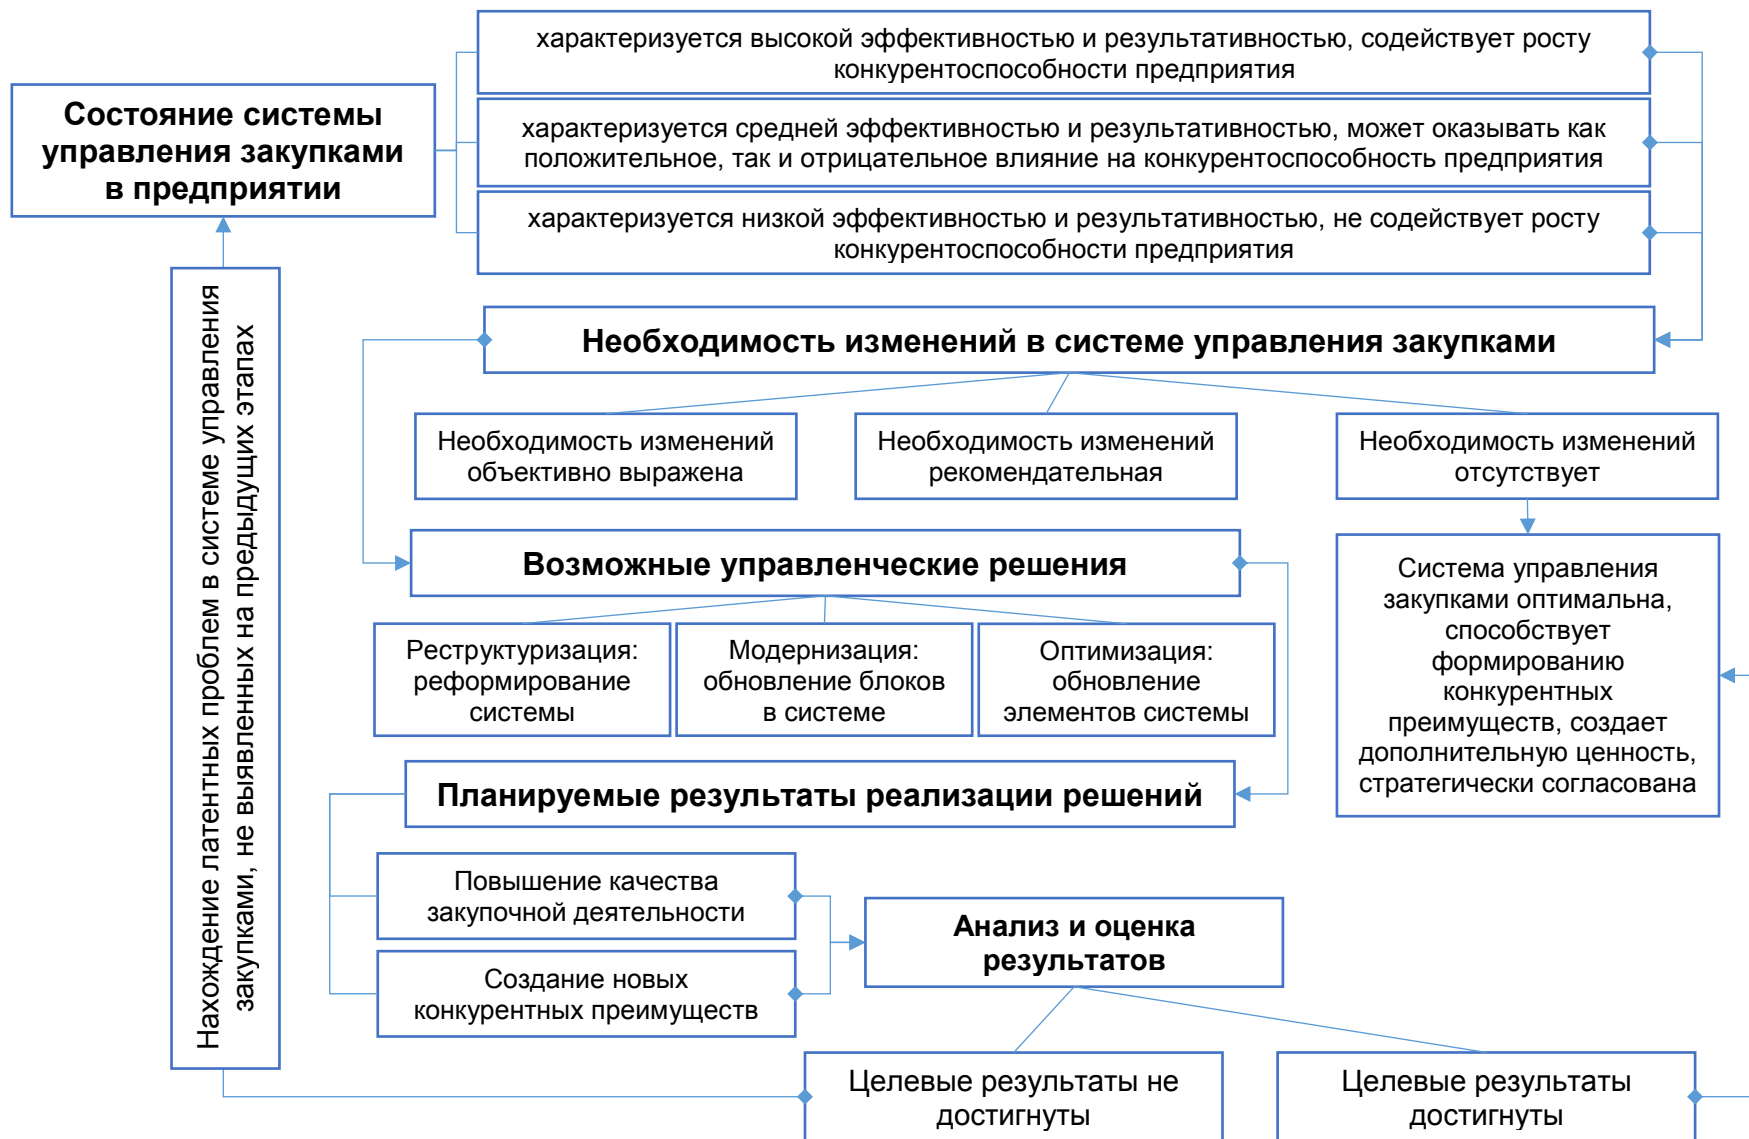 характеризуется высокой эффективностью и результативностью, содействует росту
конкурентоспособности предприятия
Состояние системы
управления закупками
в предприятии
характеризуется средней эффективностью и результативностью, может оказывать как
положительное, так и отрицательное влияние на конкурентоспособность предприятия
характеризуется низкой эффективностью и результативностью, не содействует росту
конкурентоспособности предприятия
Нахождение латентных проблем в системе управления
закупками, не выявленных на предыдущих этапах
Необходимость изменений в системе управления закупками
Необходимость изменений
объективно выражена
Необходимость изменений
рекомендательная
Необходимость изменений
отсутствует
Возможные управленческие решения
Реструктуризация:
реформирование
системы
Модернизация:
обновление блоков
в системе
Оптимизация:
обновление
элементов системы
Система управления
закупками оптимальна,
способствует
формированию
конкурентных
преимуществ, создает
дополнительную ценность,
стратегически согласована
Планируемые результаты реализации решений
Повышение качества
закупочной деятельности
Создание новых
конкурентных преимуществ
Анализ и оценка
результатов
Целевые результаты не
достигнуты
Целевые результаты
достигнуты